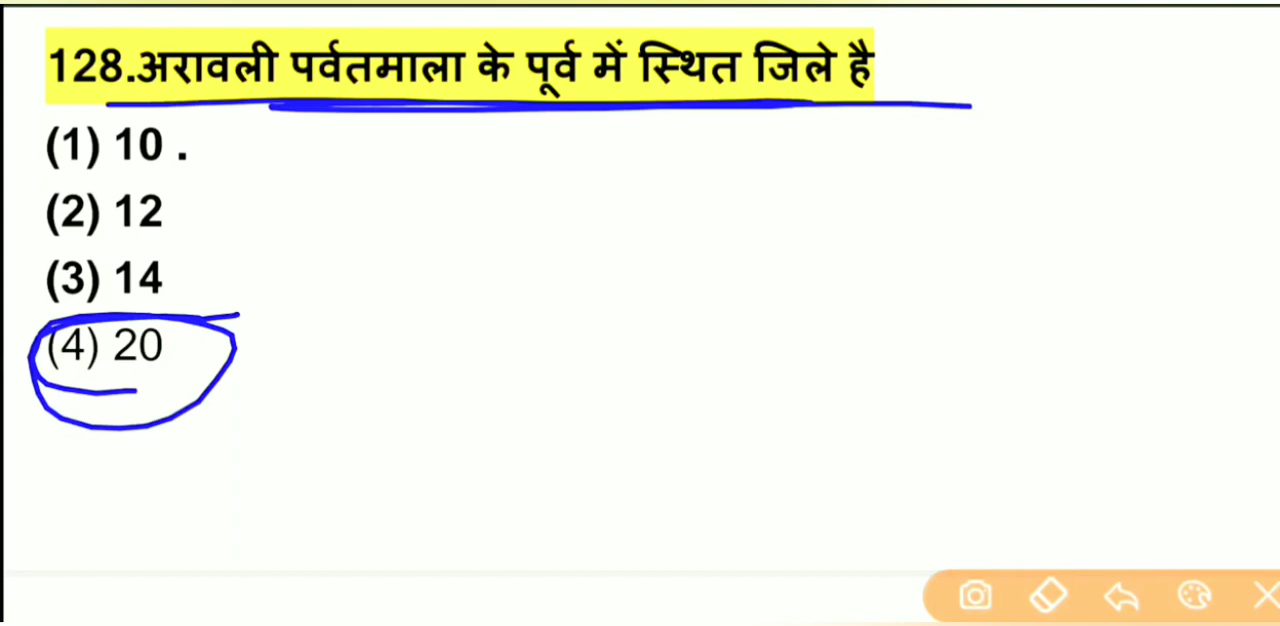 128.अरावली पर्वतमाला के पूर्व में स्थित जिले है
(1) 10 .
(2) 12
(3) 14
(4) 20